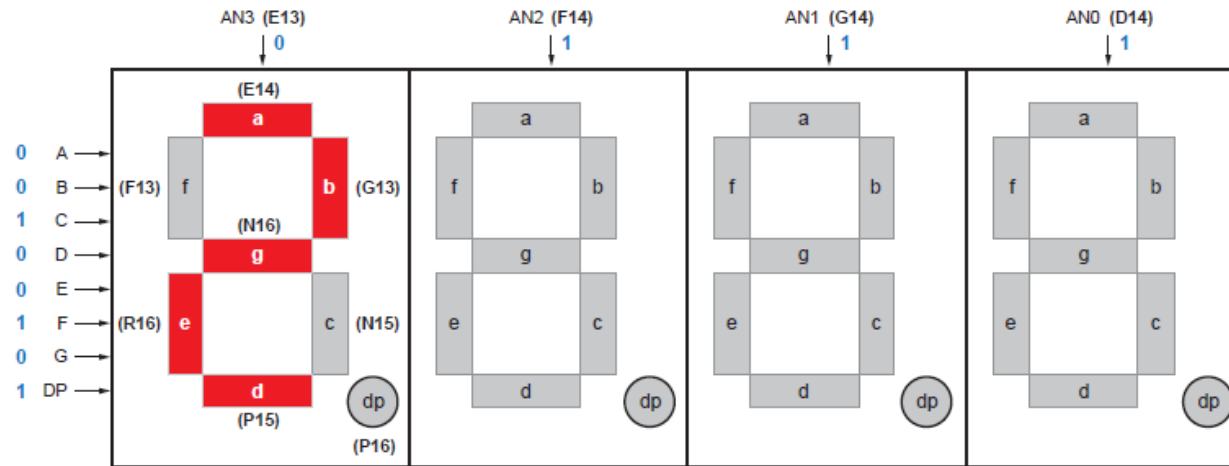 AN3 (E13) AN2 (F14) AN1 (G14) AN0 (D14)
0 1 1 1
(E14)
a a a a
0 A
0 B (F13) f b (G13) f b f b f b
1 C
(N16)
0 D g g g g
0 E
1 F (R16) e c (N15) e c e c e c
0 G
1 DP d dp d dp d dp d dp
(P15)
(P16)